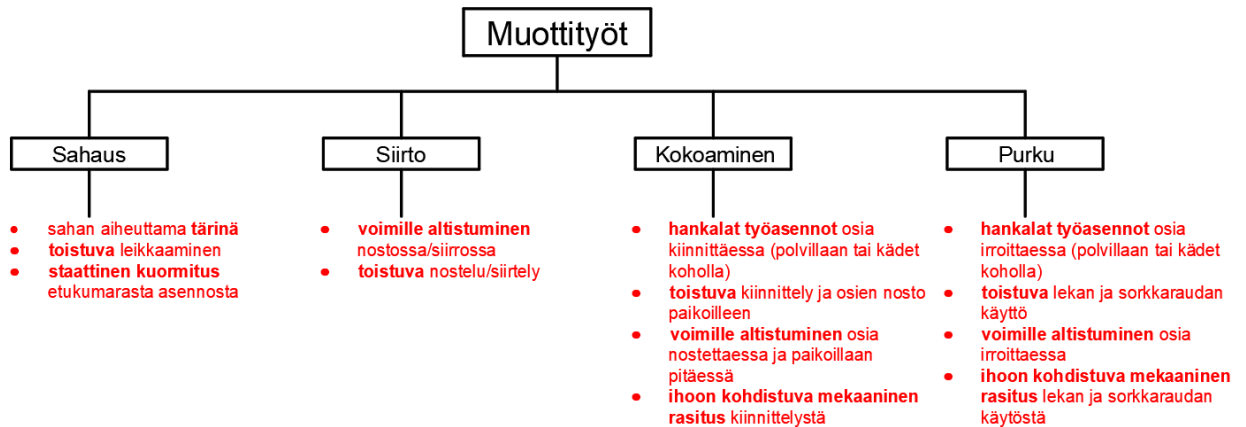 Muottityöt
Sahaus
sahan aiheuttama tärinä
toistuva leikkaaminen
staattinen kuormitus
etukumarasta asennosta
Siirto
voimille altistuminen
nostossa/siirrossa
toistuva nostelu/siirtely
Kokoaminen
hankalat työasennot osia
kiinnittäessa (polvillaan tai kädet
koholla)
toistuva kiinnittely ja osien nosto
paikoilleen
voimille altistuminen osia
nostettaessa ja paikoillaan
pitäessä
ihoon kohdistuva mekaaninen
rasitus kiinnittelystä
Purku
hankalat työasennot osia
irroittaessa (polvillaan tai kädet
koholla)
toistuva lekan ja sorkkaraudan
käyttö
voimille altistuminen osia
irroittaessa
ihoon kohdistuva mekaaninen
rasitus lekan ja sorkkaraudan
käytöstä